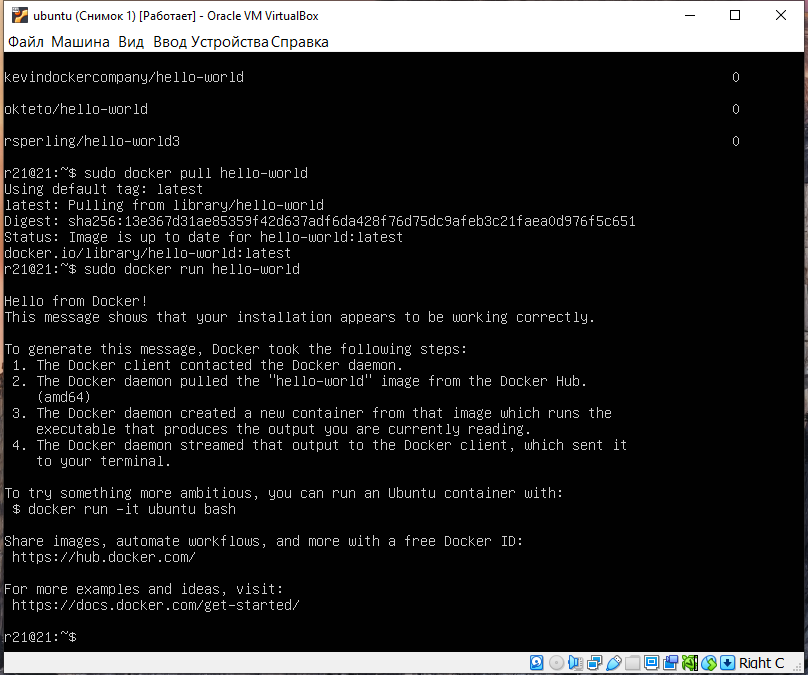 ubuntu (Снимок 1) [Работает] - Oracle VM VirtualBox
Файл Машина Вид Ввод Устройства Справка
kevindockercompany/hello-world 0
okteto/hello-world 0
rsperling/hello-world3 0
r21@21:~$ sudo docker pull hello-world
Using default tag: latest
latest: Pulling from library/hello-world
Digest: sha256:13e367d31ae85359f42d637adf6da428f76d75dc9afeb3c21faea0d976f5c651
Status: Image is up to date for hello-world:latest
docker.io/library/hello-world:latest
r21@21:~$ sudo docker run hello-world
Hello from Docker!
This message shows that your installation appears to be working correctly.
To generate this message, Docker took the following steps:
1. The Docker client contacted the Docker daemon.
2. The Docker daemon pulled the "hello-world" image from the Docker Hub.
(amd64)
3. The Docker daemon created a new container from that image which runs the
executable that produces the output you are currently reading.
4. The Docker daemon streamed that output to the Docker client, which sent it
to your terminal.
To try something more ambitious, you can run an Ubuntu container with:
$ docker run -it ubuntu bash
Share images, automate workflows, and more with a free Docker ID:
https://hub.docker.com/
For more examples and ideas, visit:
https://docs.docker.com/get-started/
r21@21:~$
Right C